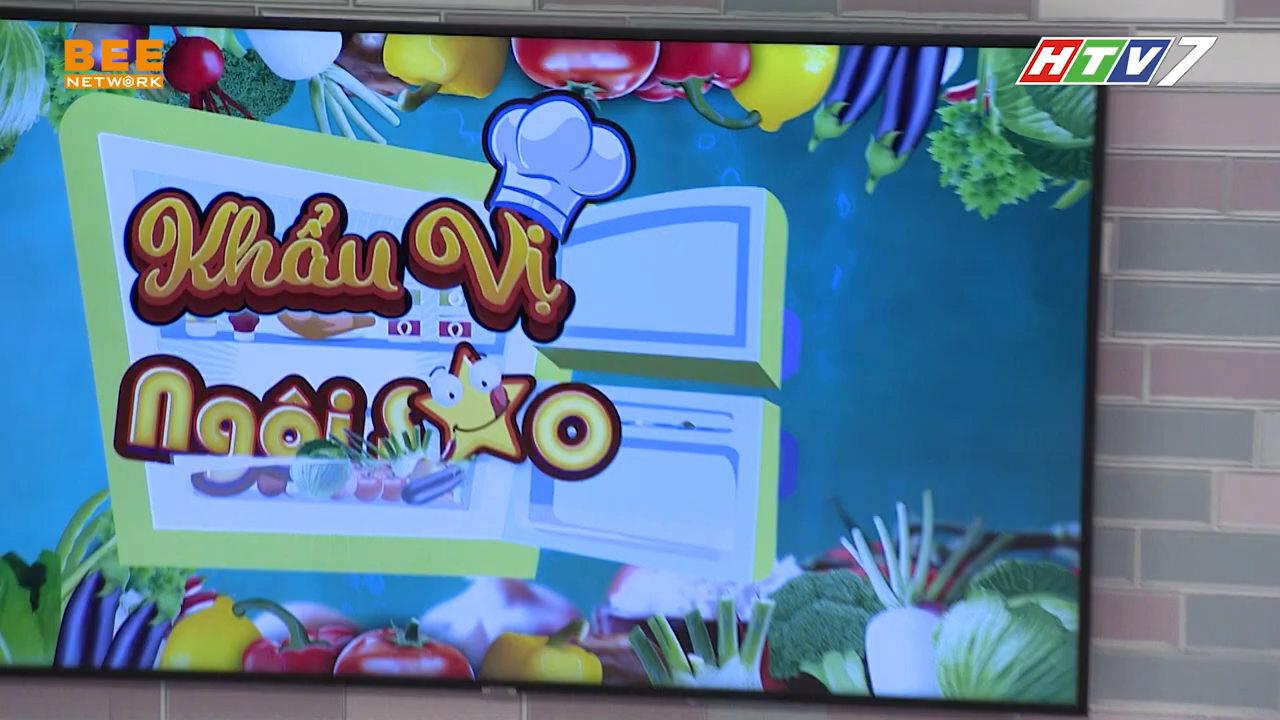 BEE
NETWORK
HTV7
Khẩu Vị
Ngôi Sao